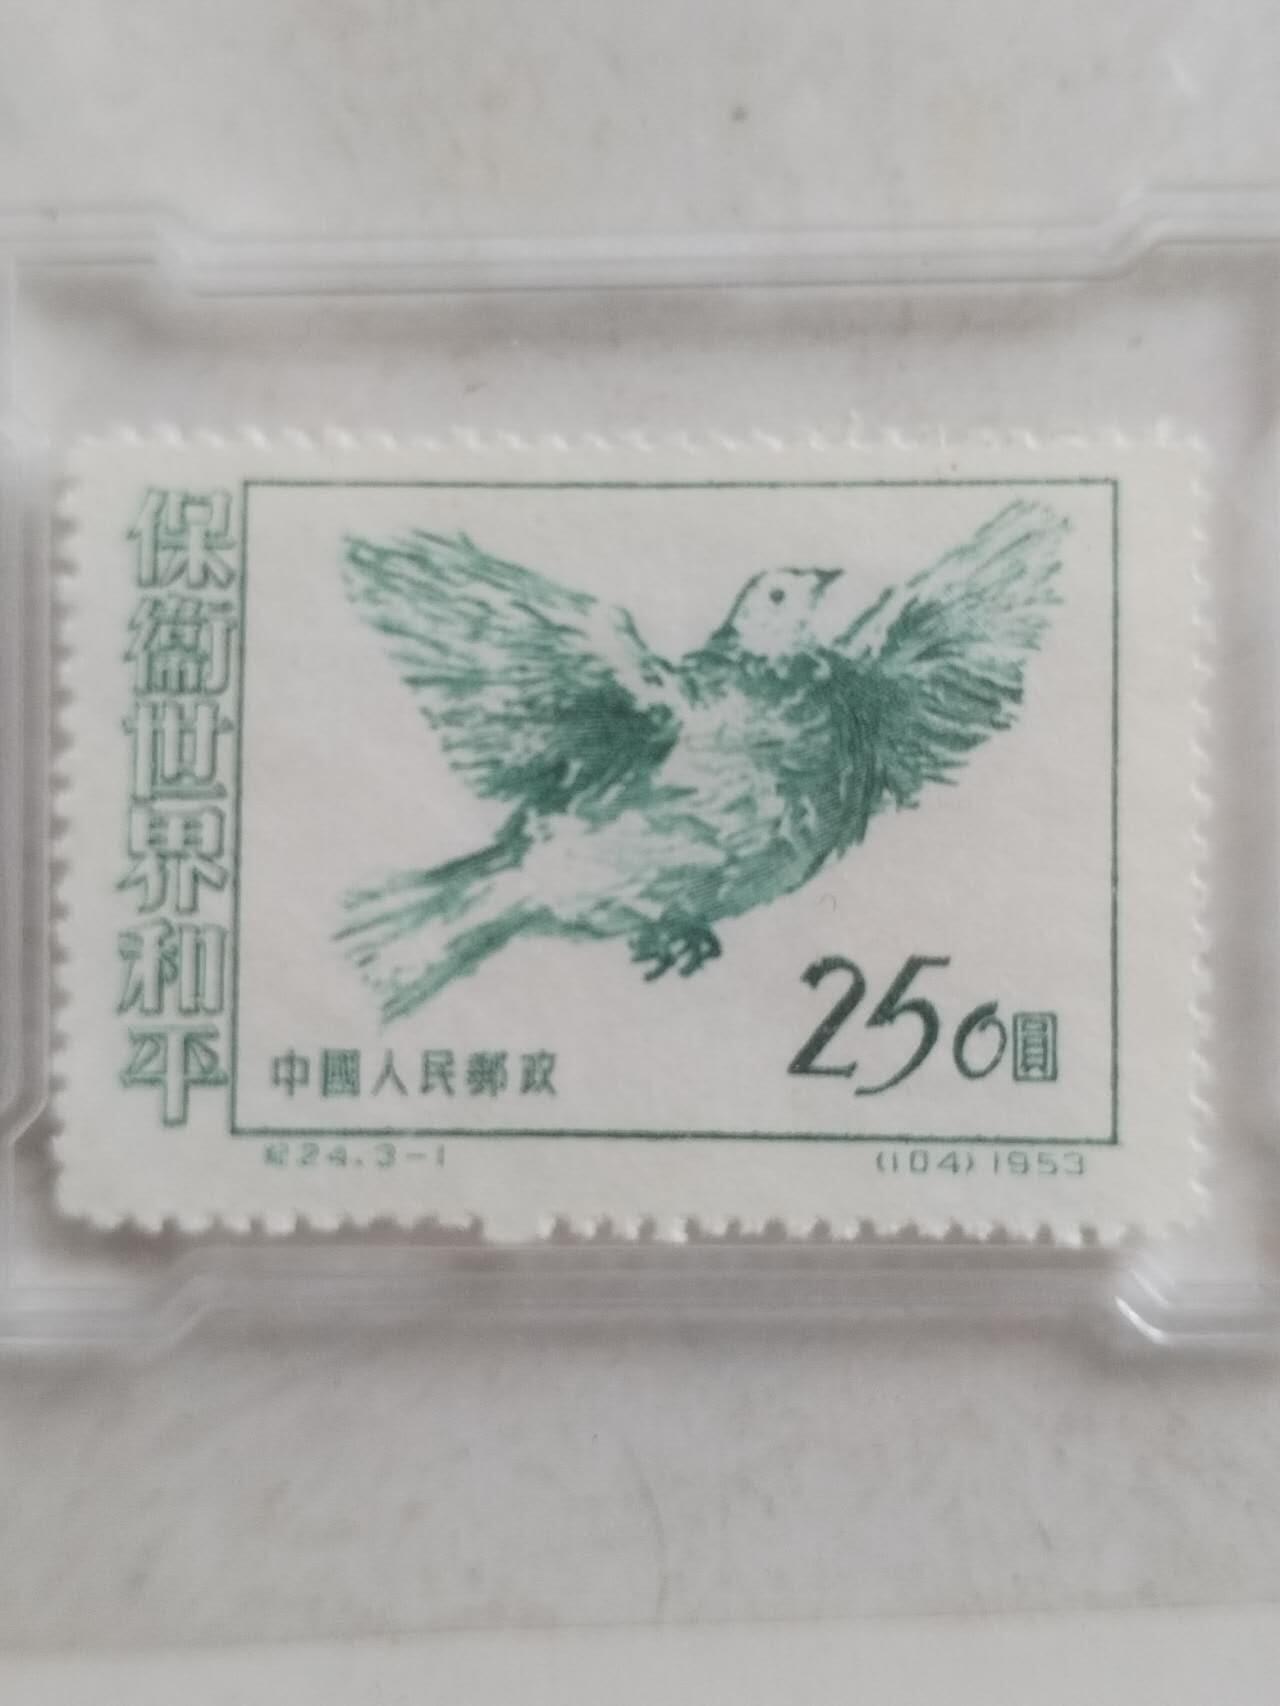 保衞世界和平
250圓
中國人民郵政
紀24.3-1
(104)1953